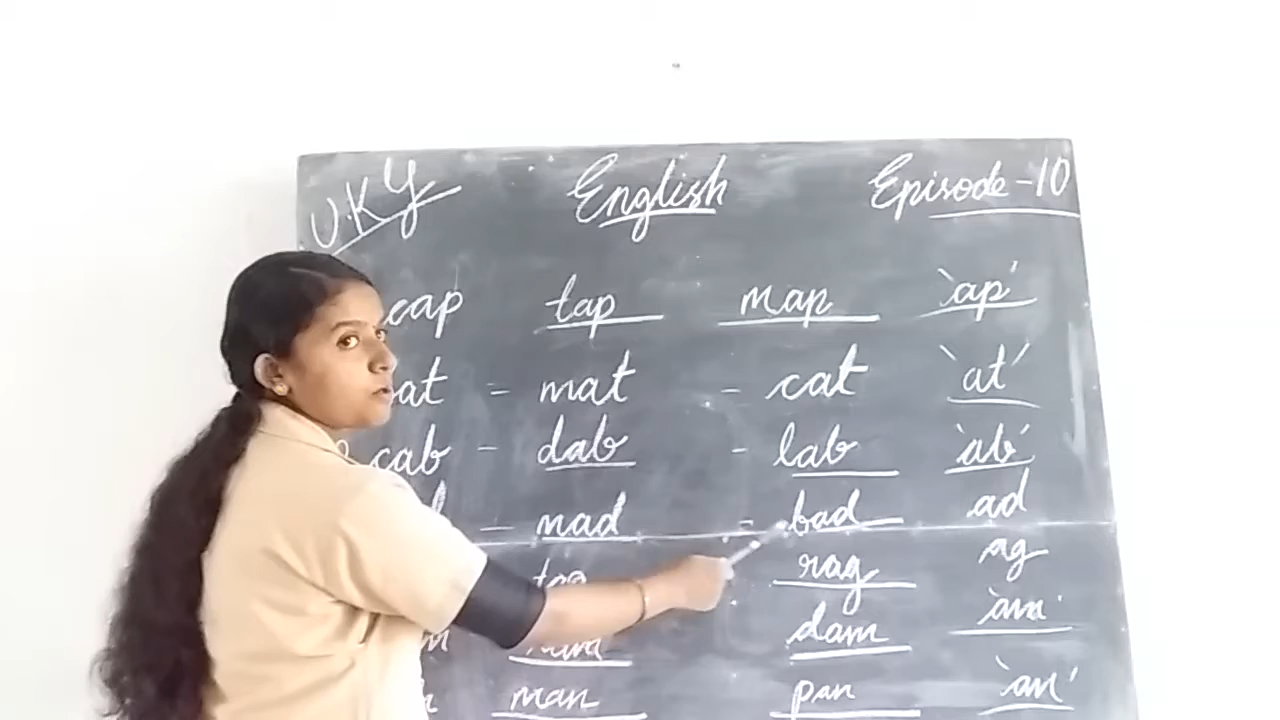 U.K.G English Episode-10
cap tap map 'ap'
at - mat - cat 'at'
cab - dab - lab 'ab'
- mad - bad ad
rag ag
dam 'am'
man pan 'an'